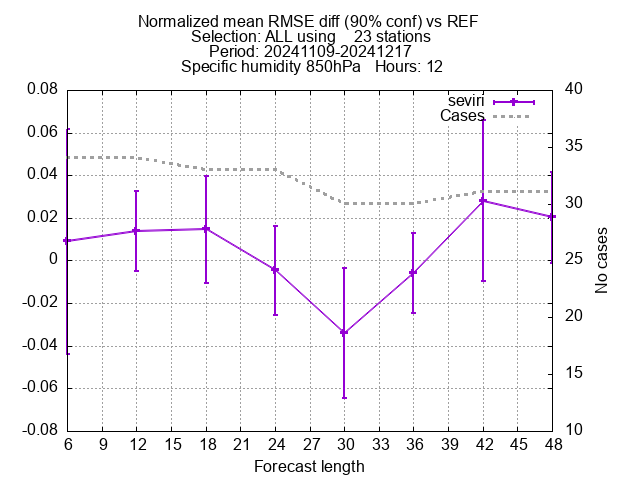 Normalized mean RMSE diff (90% conf) vs REF
Selection: ALL using    23 stations
Period: 20241109-20241217
Specific humidity 850hPa   Hours: 12
seviri
Cases
0.08
0.06
0.04
0.02
0
-0.02
-0.04
-0.06
-0.08
40
35
30
25
20
15
10
No cases
6 9 12 15 18 21 24 27 30 33 36 39 42 45 48
Forecast length